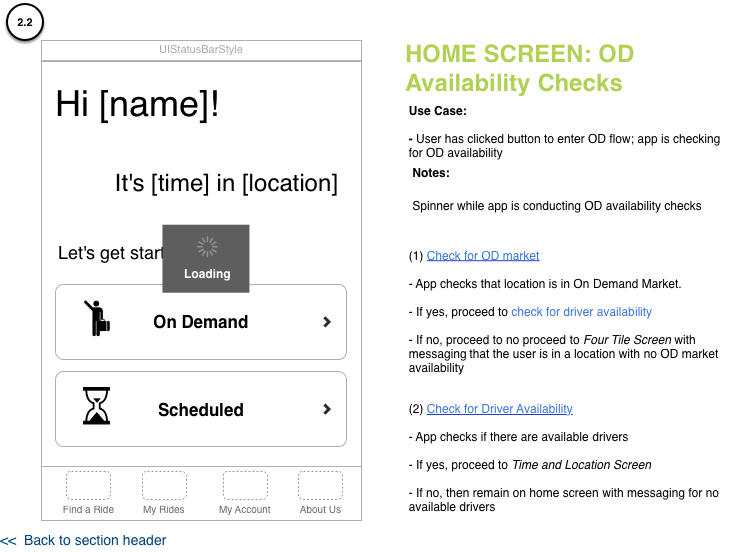 2.2
UIStatusBarStyle
Hi [name]!
It's [time] in [location]
Let's get start
Loading
On Demand
Scheduled
Find a Ride
My Rides
My Account
About Us
<< Back to section header
HOME SCREEN: OD
Availability Checks
Use Case:
- User has clicked button to enter OD flow; app is checking
for OD availability
Notes:
Spinner while app is conducting OD availability checks
(1) Check for OD market
- App checks that location is in On Demand Market.
- If yes, proceed to check for driver availability
- If no, proceed to no proceed to Four Tile Screen with
messaging that the user is in a location with no OD market
availability
(2) Check for Driver Availability
- App checks if there are available drivers
- If yes, proceed to Time and Location Screen
- If no, then remain on home screen with messaging for no
available drivers